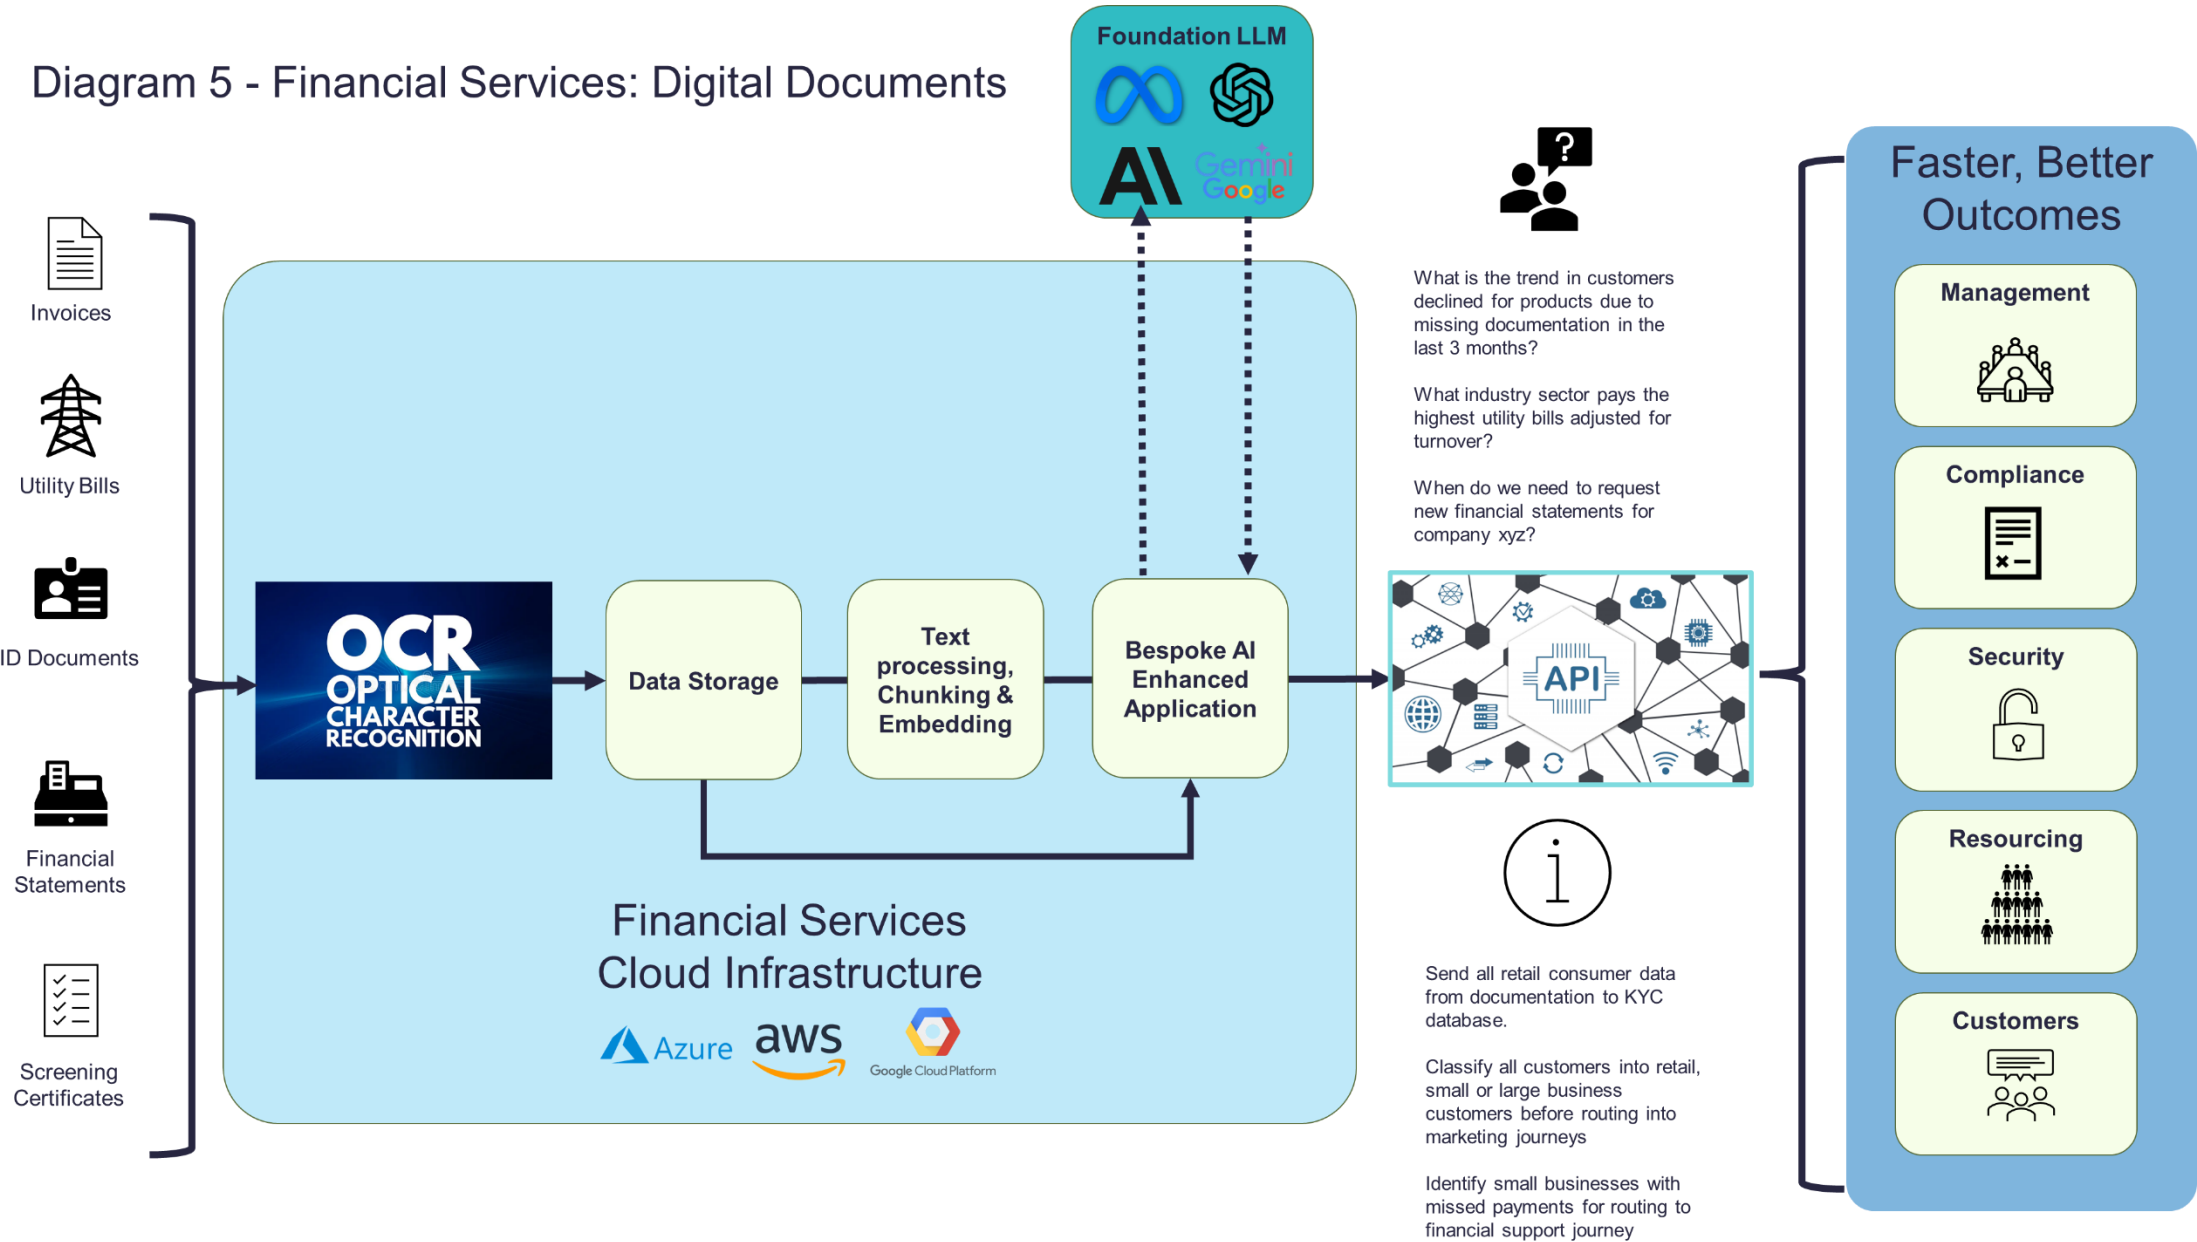 Diagram 5 - Financial Services: Digital Documents
Foundation LLM
AI
Gemini
Google
Invoices
Utility Bills
ID Documents
Financial
Statements
Screening
Certificates
OCR
OPTICAL
CHARACTER
RECOGNITION
Data Storage
Text
processing,
Chunking &
Embedding
Bespoke AI
Enhanced
Application
Financial Services
Cloud Infrastructure
Azure
aws
Google Cloud Platform
?
What is the trend in customers
declined for products due to
missing documentation in the
last 3 months?
What industry sector pays the
highest utility bills adjusted for
turnover?
When do we need to request
new financial statements for
company xyz?
API
i
Send all retail consumer data
from documentation to KYC
database.
Classify all customers into retail,
small or large business
customers before routing into
marketing journeys
Identify small businesses with
missed payments for routing to
financial support journey
Faster, Better
Outcomes
Management
Compliance
Security
Resourcing
Customers